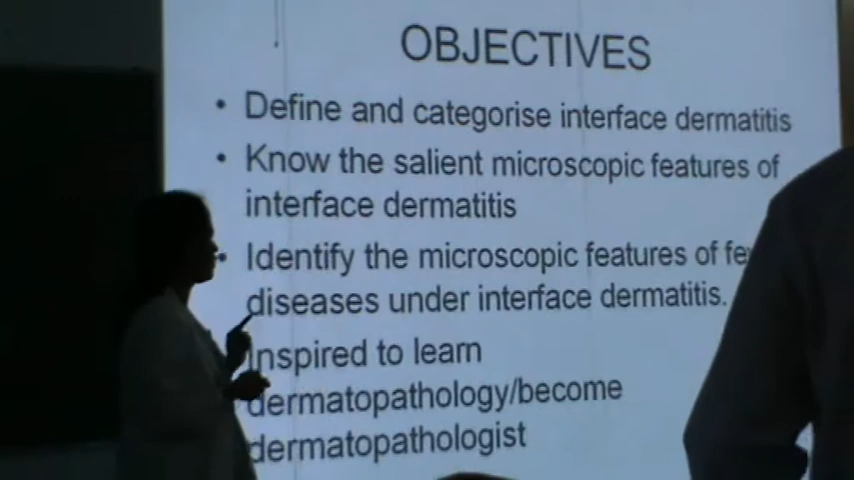 OBJECTIVES
• Define and categorise interface dermatitis
• Know the salient microscopic features of
interface dermatitis
• Identify the microscopic features of
diseases under interface dermatitis.
Inspired to learn
dermatopathology/become
dermatopathologist